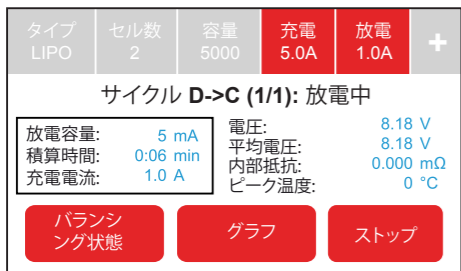 タイプ セル数 容量 充電 放電 +
LIPO 2 5000 5.0A 1.0A
サイクル D->C (1/1): 放電中
放電容量: 5 mA
積算時間: 0:06 min
充電電流: 1.0 A
電圧: 8.18 V
平均電圧: 8.18 V
内部抵抗: 0.000 mΩ
ピーク温度: 0 °C
バランシ
ング状態
グラフ
ストップ